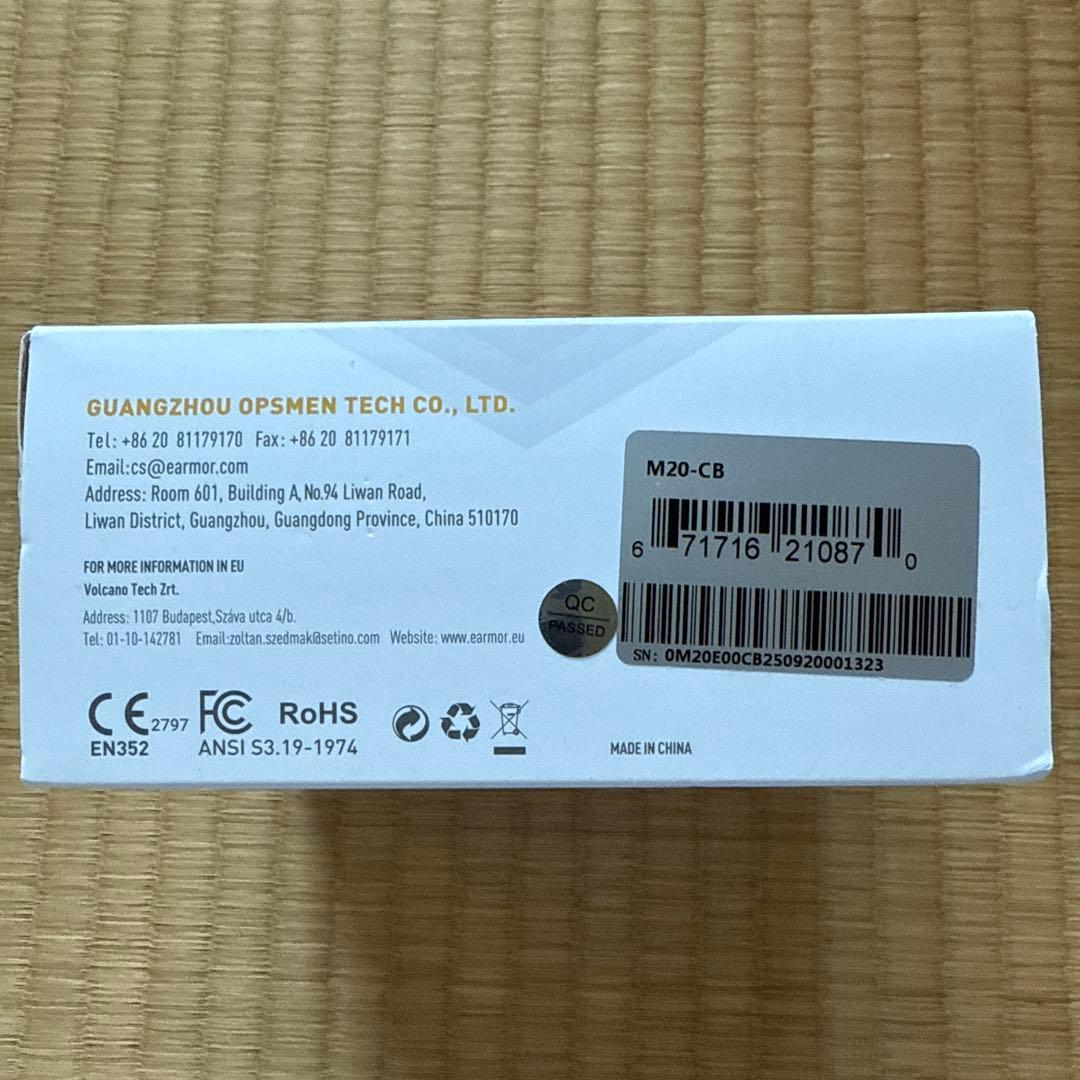 GUANGZHOU OPSMEN TECH CO., LTD.
Tel: +86 20 81179170 Fax: +86 20 81179171
Email:cs@earmor.com
Address: Room 601, Building A, No.94 Liwan Road,
Liwan District, Guangzhou, Guangdong Province, China 510170
FOR MORE INFORMATION IN EU
Volcano Tech Zrt.
Address: 1107 Budapest,Száva utca 4/b.
Tel: 01-10-142781 Email:zoltan.szedmak@setino.com Website: www.earmor.eu
CE 2797 FC RoHS
EN352 ANSI S3.19-1974
QC
PASSED
M20-CB
6 71716 21087 0
SN: 0M20E00CB250920001323
MADE IN CHINA